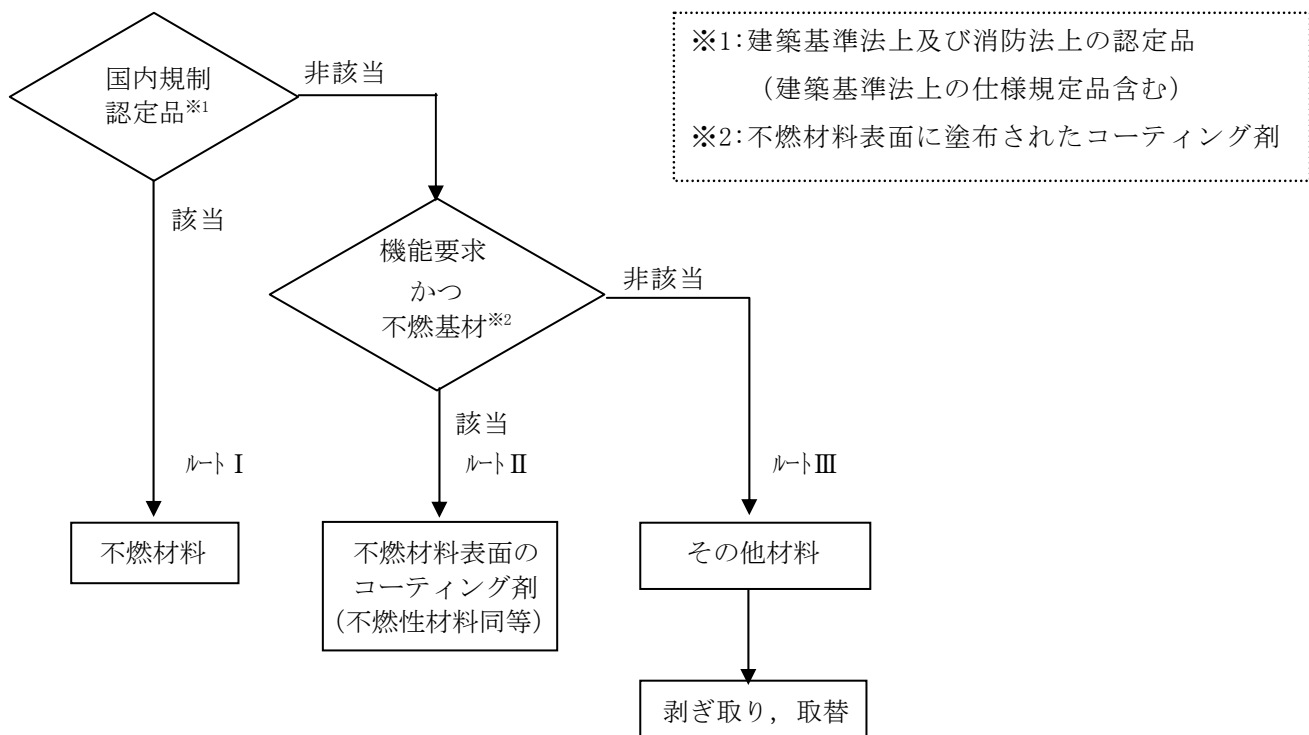 国内規制
認定品※1
非該当
該当
※1:建築基準法上及び消防法上の認定品
(建築基準法上の仕様規定品含む)
※2:不燃材料表面に塗布されたコーティング剤
機能要求
かつ
不燃基材※2
非該当
該当
ルートⅠ
ルートⅡ
ルートⅢ
不燃材料
不燃材料表面の
コーティング剤
(不燃性材料同等)
その他材料
剥ぎ取り,取替